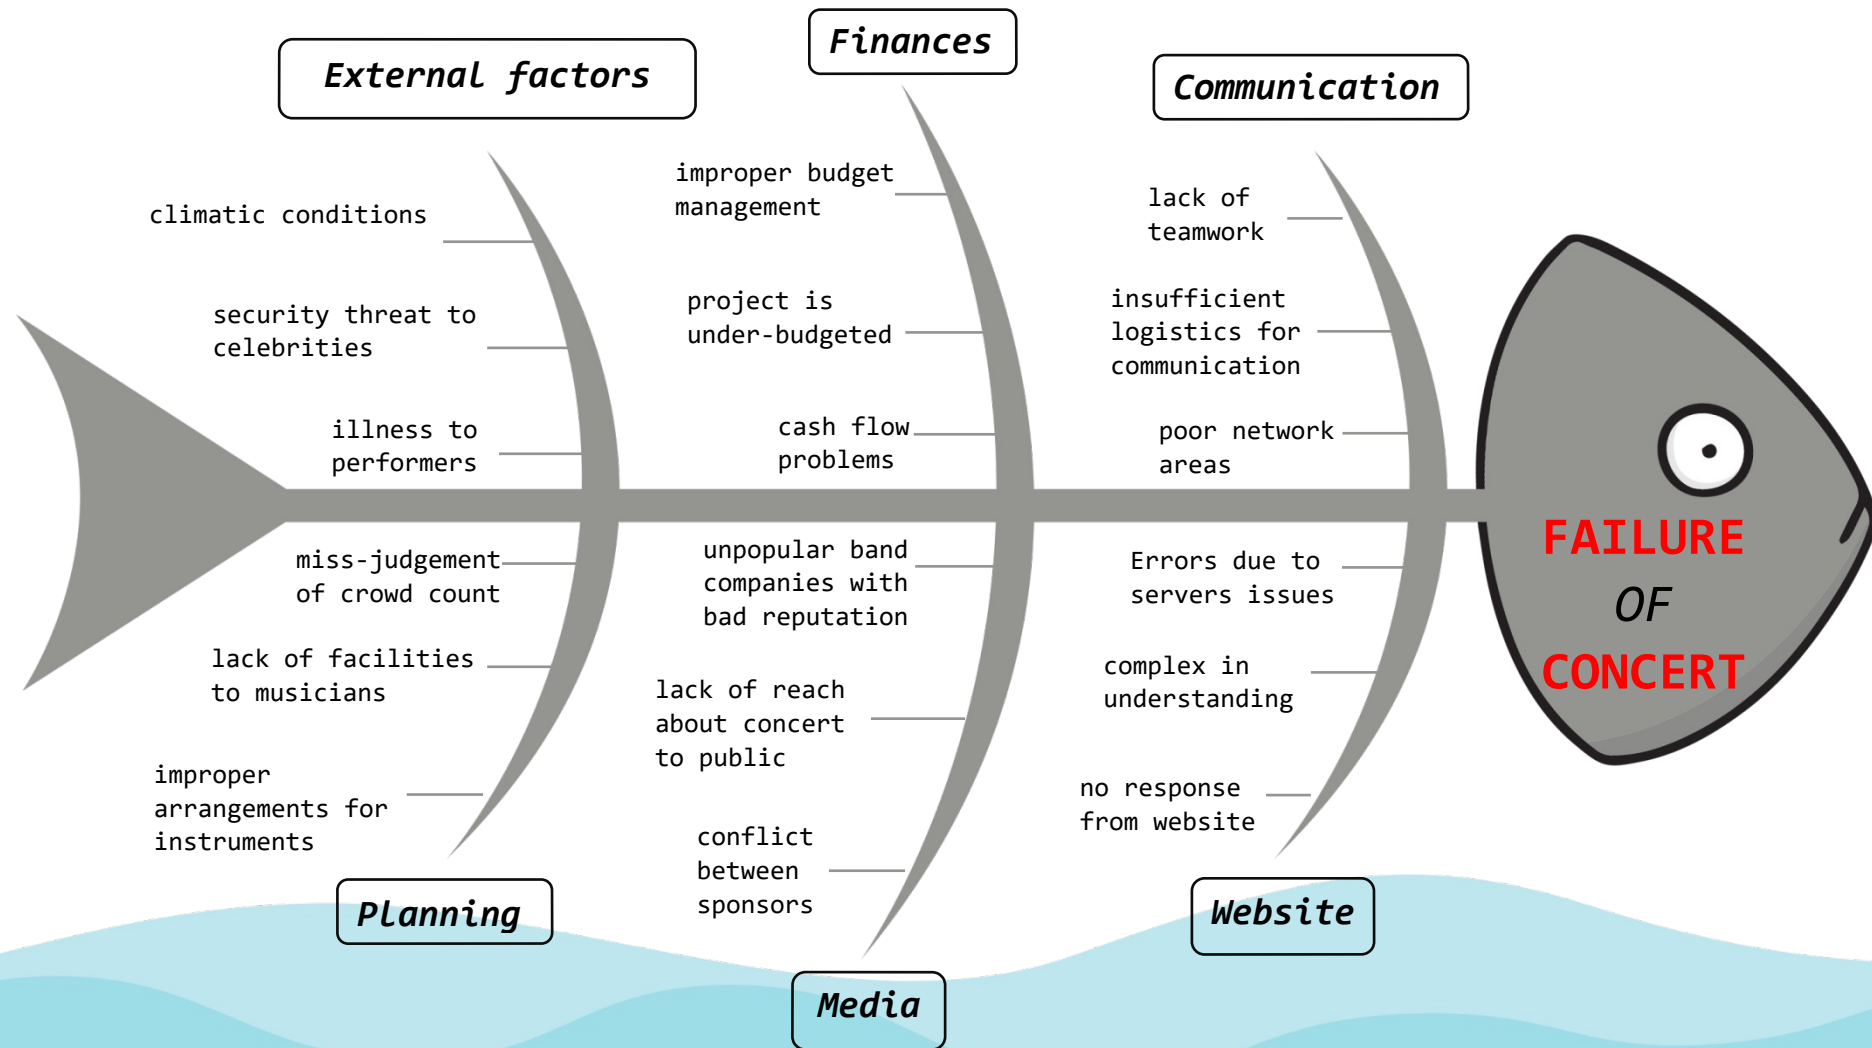 External factors
Finances
Communication
climatic conditions
security threat to
celebrities
illness to
performers
improper budget
management
project is
under-budgeted
cash flow
problems
lack of
teamwork
insufficient
logistics for
communication
poor network
areas
miss-judgement
of crowd count
lack of facilities
to musicians
improper
arrangements for
instruments
unpopular band
companies with
bad reputation
lack of reach
about concert
to public
conflict
between
sponsors
Errors due to
servers issues
complex in
understanding
no response
from website
FAILURE
OF
CONCERT
Planning
Media
Website